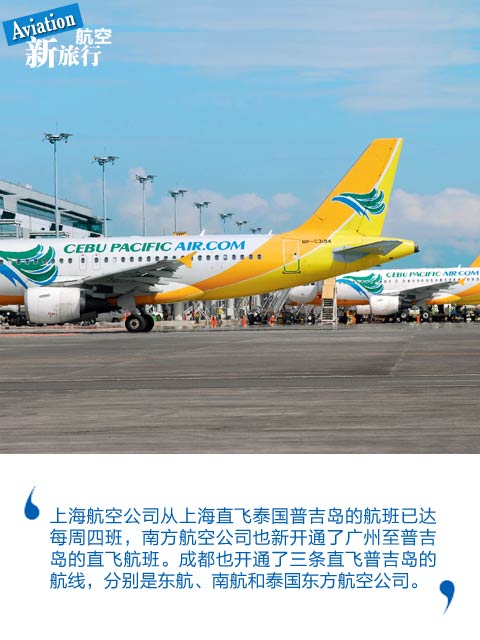 Aviation
新旅行
航空
CEBU PACIFIC AIR.COM
RP-C3194
CEBU PACIFIC AIR.COM
上海航空公司从上海直飞泰国普吉岛的航班已达
每周四班，南方航空公司也新开通了广州至普吉
岛的直飞航班。成都也开通了三条直飞普吉岛的
航线，分别是东航、南航和泰国东方航空公司。